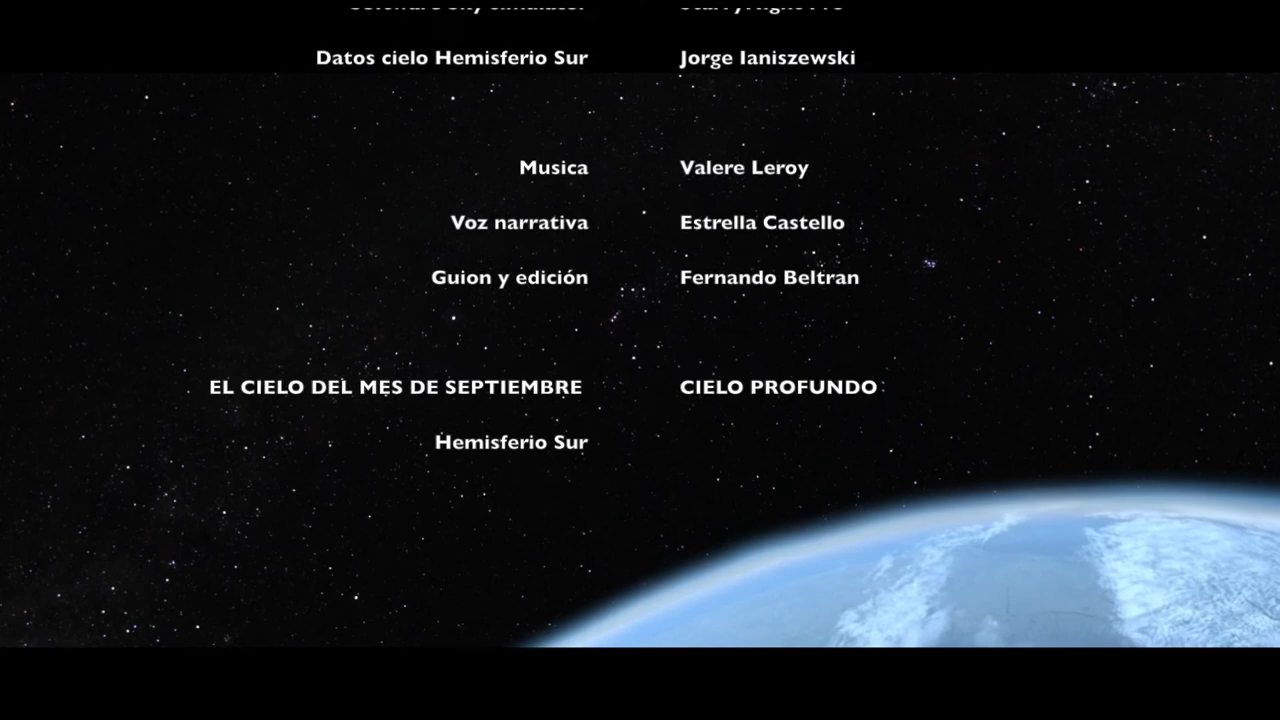 Datos cielo Hemisferio Sur Jorge Ianiszewski
Musica Valere Leroy
Voz narrativa Estrella Castello
Guion y edición Fernando Beltran
EL CIELO DEL MES DE SEPTIEMBRE CIELO PROFUNDO
Hemisferio Sur